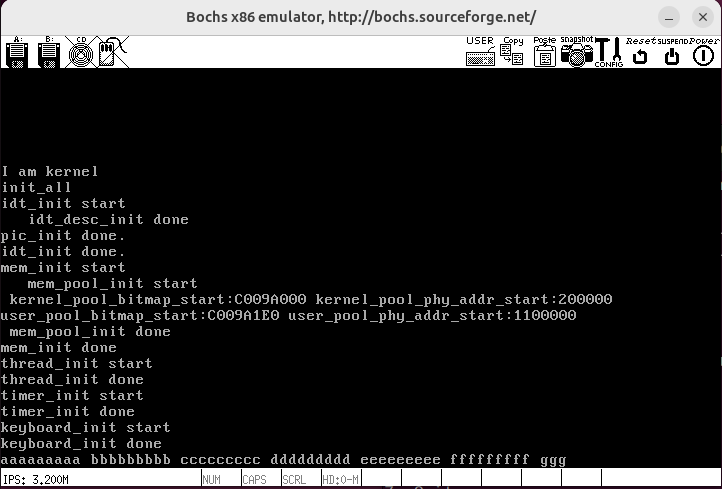 Bochs x86 emulator, http://bochs.sourceforge.net/
A: B: CD USER Copy Paste snapshot CONFIG Reset SUSPEND Power
I am kernel
init_all
idt_init start
idt_desc_init done
pic_init done.
idt_init done.
mem_init start
mem_pool_init start
kernel_pool_bitmap_start:C009A000 kernel_pool_phy_addr_start:200000
user_pool_bitmap_start:C009A1E0 user_pool_phy_addr_start:1100000
mem_pool_init done
mem_init done
thread_init start
thread_init done
timer_init start
timer_init done
keyboard_init start
keyboard_init done
aaaaaaaaa bbbbbbbbb ccccccccc ddddddddd eeeeeeeee fffffffff ggg
IPS: 3.200M NUM CAPS SCRL HD:0-M